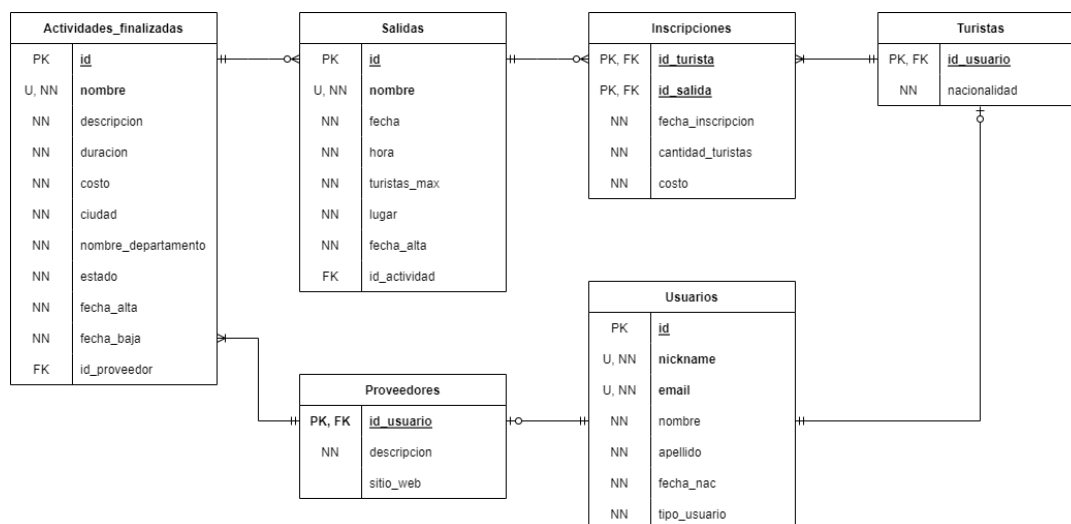 Actividades_finalizadas
PK id
U, NN nombre
NN descripcion
NN duracion
NN costo
NN ciudad
NN nombre_departamento
NN estado
NN fecha_alta
NN fecha_baja
FK id_proveedor
Salidas
PK id
U, NN nombre
NN fecha
NN hora
NN turistas_max
NN lugar
NN fecha_alta
FK id_actividad
Inscripciones
PK, FK id_turista
PK, FK id_salida
NN fecha_inscripcion
NN cantidad_turistas
NN costo
Turistas
PK, FK id_usuario
NN nacionalidad
Proveedores
PK, FK id_usuario
NN descripcion
sitio_web
Usuarios
PK id
U, NN nickname
U, NN email
NN nombre
NN apellido
NN fecha_nac
NN tipo_usuario